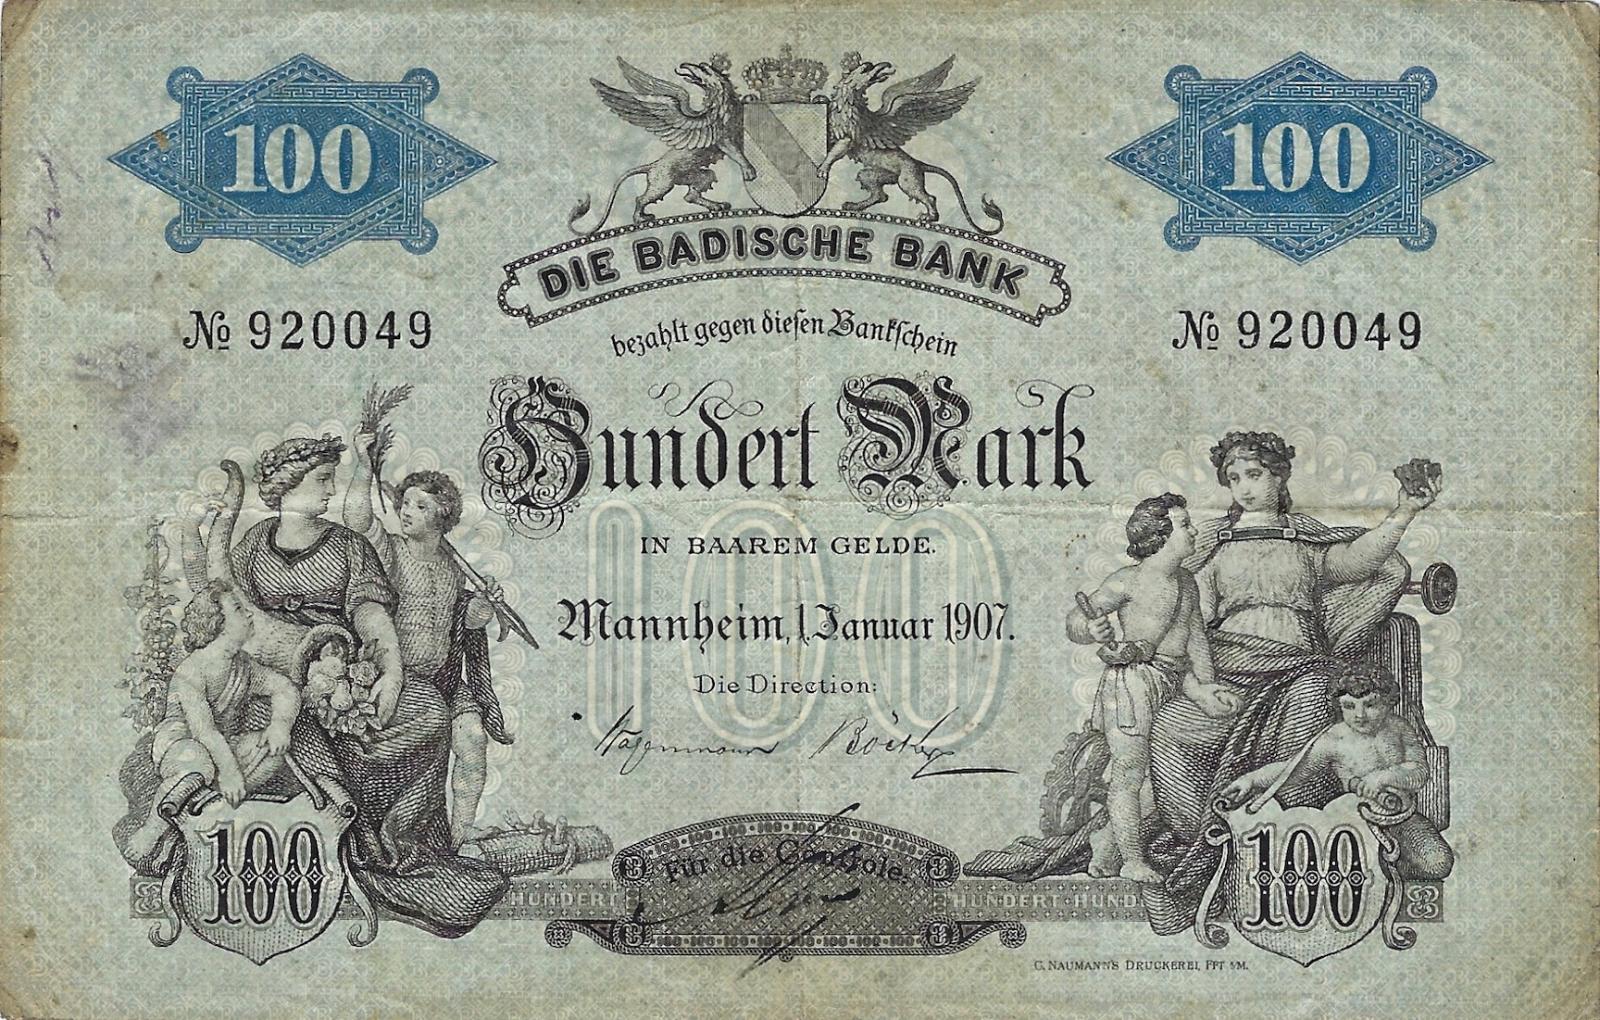 100
100
DIE BADISCHE BANK
№ 920049
№ 920049
bezahlt gegen diesen Bankschein
Hundert Mark
100
IN BAAREM GELDE.
Mannheim, 1. Januar 1907.
Die Direction:
100
100
Für die Controle.
HUNDERT
HUNDERT HUND
C. NAUMANN'S DRUCKEREI, FFT a/M.